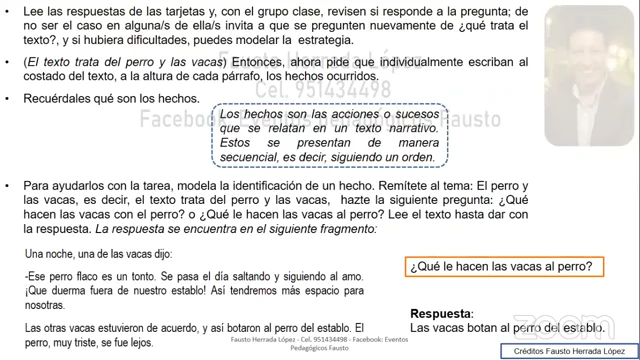 Lee las respuestas de las tarjetas y, con el grupo clase, revisen si responde a la pregunta; de
no ser el caso en alguna/s de ella/s invita a que se pregunten nuevamente de ¿qué trata el
texto?, y si hubiera dificultades, puedes modelar la estrategia.
Fausto Herrada López
(El texto trata del perro y las vacas) Entonces, ahora pide que individualmente escriban al
costado del texto, a la altura de cada párrafo, los hechos ocurridos.
Cel. 951434498
Recuérdales qué son los hechos.
Facebook: Eventos Pedagógicos Fausto
Los hechos son las acciones o sucesos
que se relatan en un texto narrativo.
Estos se presentan de manera
secuencial, es decir, siguiendo un orden.
Para ayudarlos con la tarea, modela la identificación de un hecho. Remítete al tema: El perro y
las vacas, es decir, el texto trata del perro y las vacas, hazte la siguiente pregunta: ¿Qué
hacen las vacas con el perro? o ¿Qué le hacen las vacas al perro? Lee el texto hasta dar con
la respuesta. La respuesta se encuentra en el siguiente fragmento:
Una noche, una de las vacas dijo:
-Ese perro flaco es un tonto. Se pasa el día saltando y siguiendo al amo.
¡Que duerma fuera de nuestro establo! Así tendremos más espacio para
nosotras.
Las otras vacas estuvieron de acuerdo, y así botaron al perro del establo. El
perro, muy triste, se fue lejos.
¿Qué le hacen las vacas al perro?
Respuesta:
Las vacas botan al perro del establo.
zoom
Fausto Herrada López - Cel. 951434498 - Facebook: Eventos
Pedagógicos Fausto
Créditos Fausto Herrada López